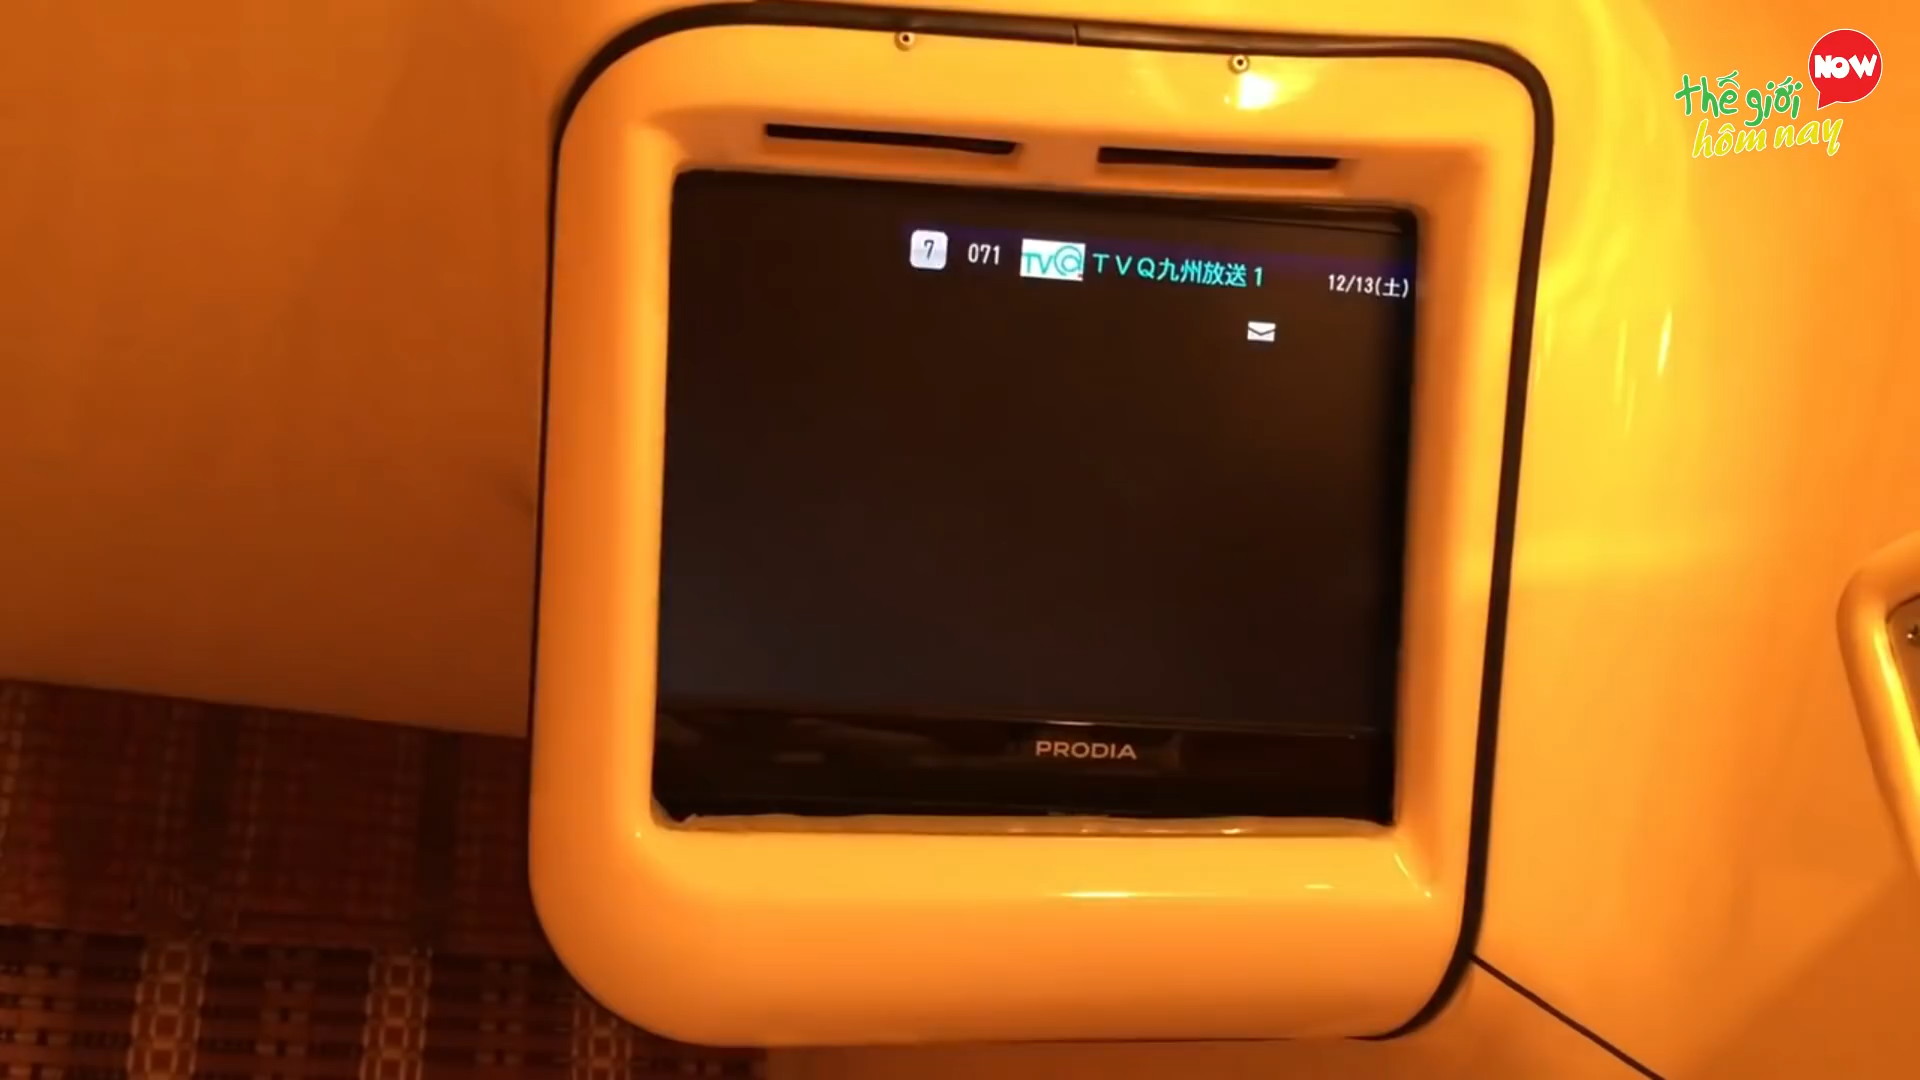 NOW
thế giới
hôm nay
7 071 TVQ TVQ九州放送1 12/13(土)
PRODIA